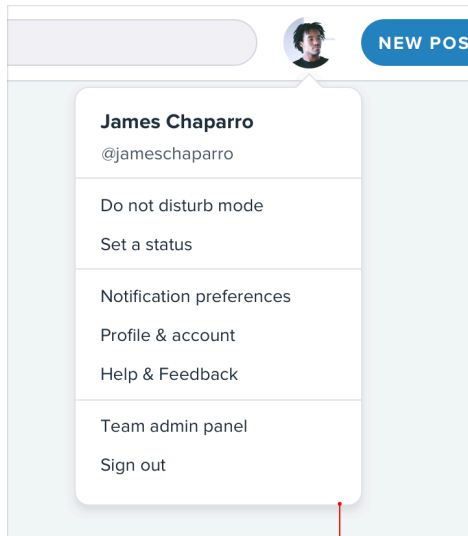 NEW POS
James Chaparro
@jameschaparro
Do not disturb mode
Set a status
Notification preferences
Profile & account
Help & Feedback
Team admin panel
Sign out